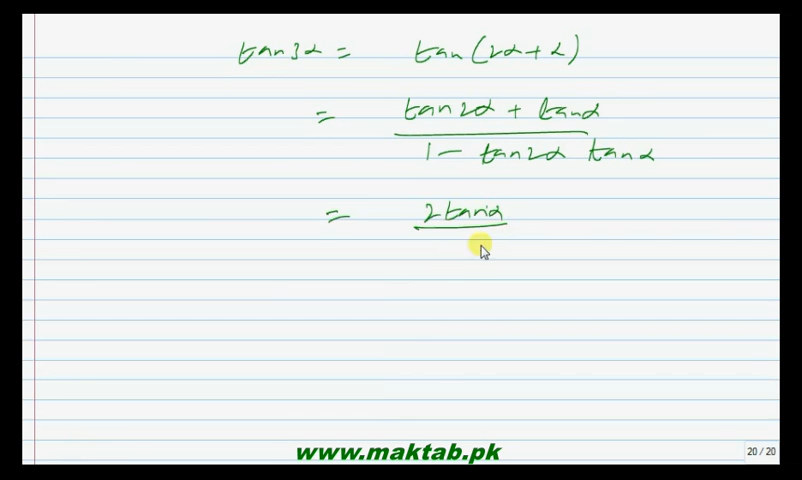 tan3α = tan(2α+α)
= tan2α + tanα
1 - tan2α tanα
= 2tanα
www.maktab.pk
20 / 20